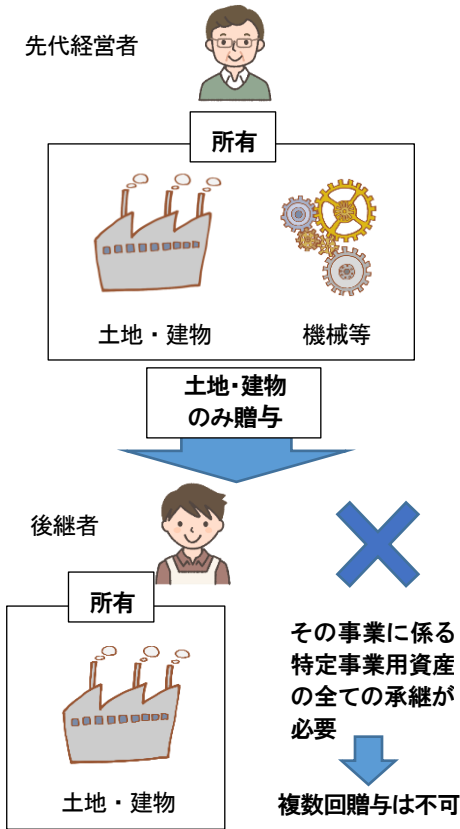 先代経営者
所有
土地・建物
機械等
土地・建物
のみ贈与
後継者
所有
土地・建物
その事業に係る
特定事業用資産
の全ての承継が
必要
複数回贈与は不可